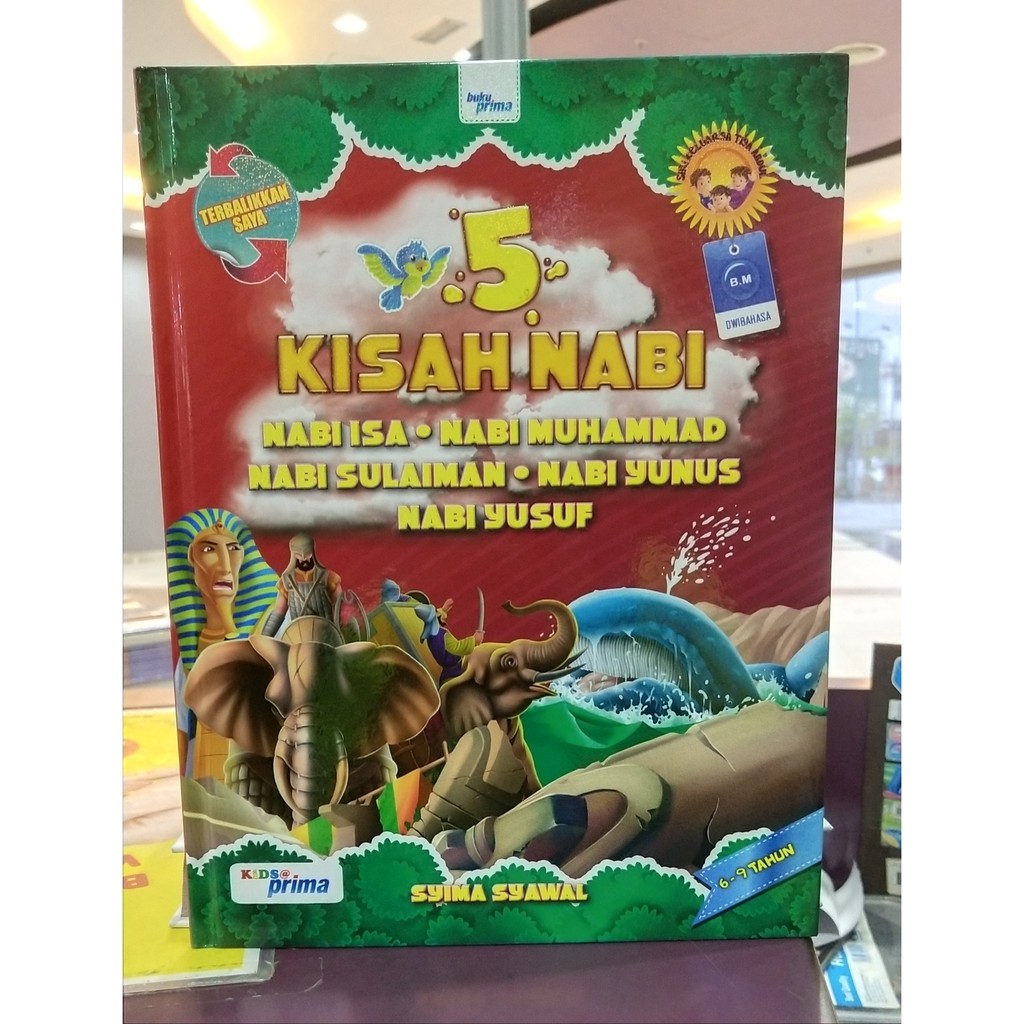 buku
prima
TERBALIKKAN
SAYA
B.M
DWIBAHASA
5
KISAH NABI
NABI ISA • NABI MUHAMMAD
NABI SULAIMAN • NABI YUNUS
NABI YUSUF
KiDS@
prima
SYIMA SYAWAL
6-9 TAHUN